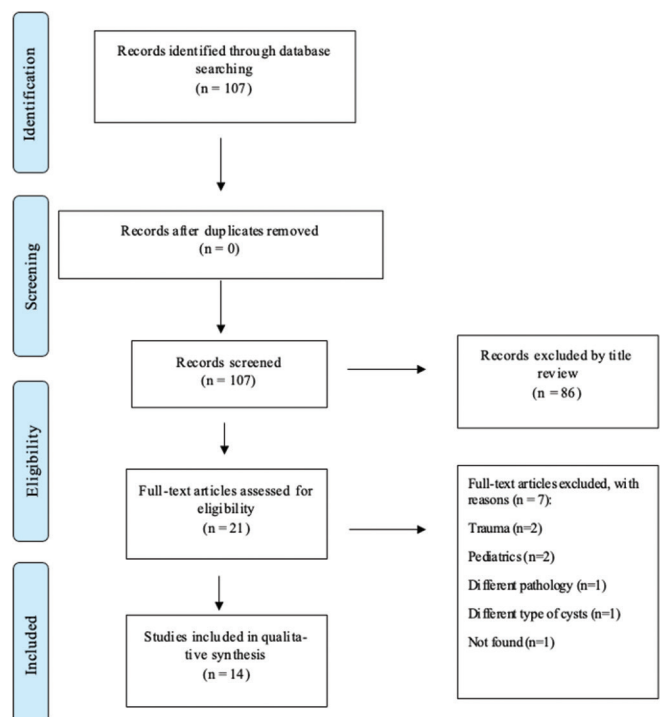 Identification
Records identified through database
searching
(n = 107)
Screening
Records after duplicates removed
(n = 0)
Records screened
(n = 107)
Records excluded by title
review
(n = 86)
Eligibility
Full-text articles assessed for
eligibility
(n = 21)
Full-text articles excluded, with
reasons (n = 7):
Trauma (n=2)
Pediatrics (n=2)
Different pathology (n=1)
Different type of cysts (n=1)
Not found (n=1)
Included
Studies included in qualita-
tive synthesis
(n = 14)